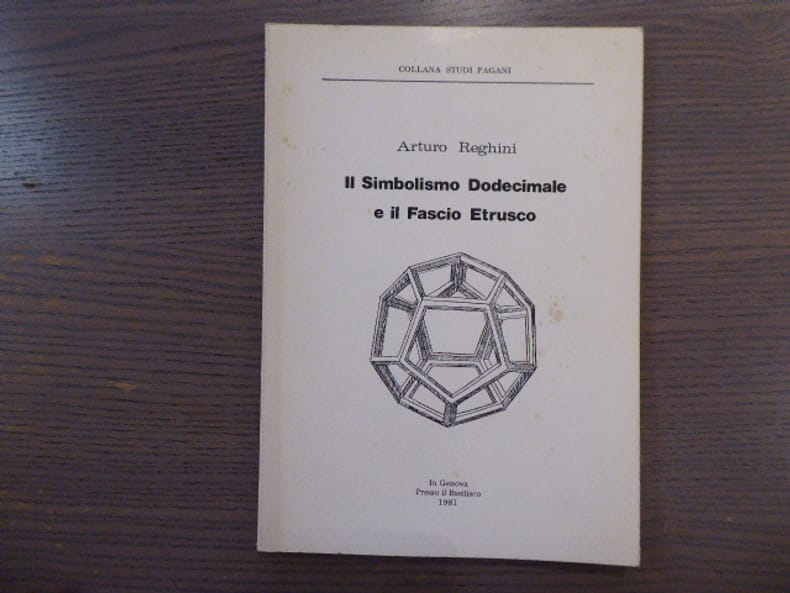 COLLANA STUDI PAGANI
Arturo Reghini
Il Simbolismo Dodecimale
e il Fascio Etrusco
In Genova
Presso il Basilisco
1981